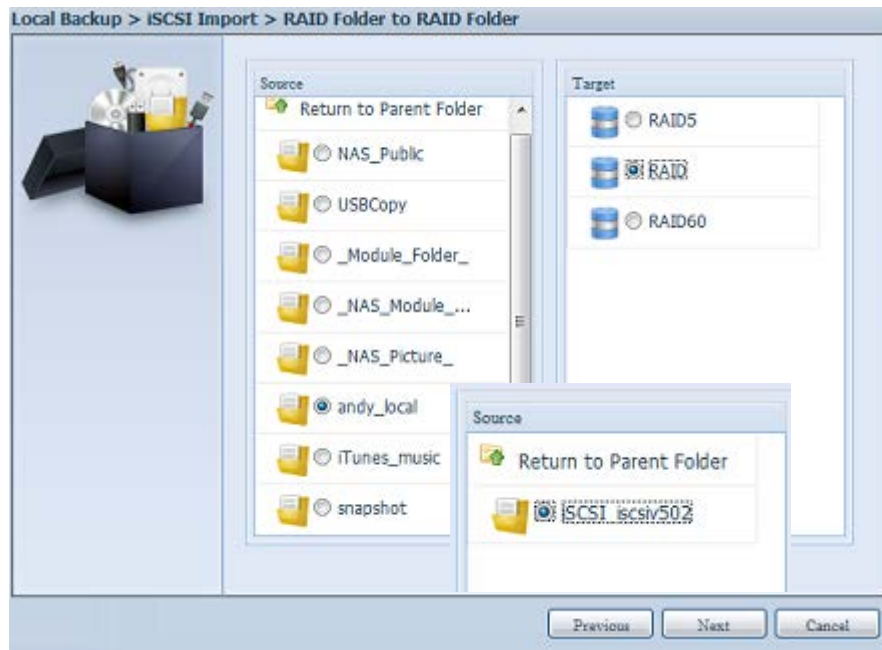 Local Backup > iSCSI Import > RAID Folder to RAID Folder
Source
Return to Parent Folder
NAS_Public
USBCopy
_Module_Folder_
_NAS_Module_...
_NAS_Picture_
andy_local
iTunes_music
snapshot
Target
RAID5
RAID
RAID60
Source
Return to Parent Folder
iSCSI_iscsiv502
Previous
Next
Cancel